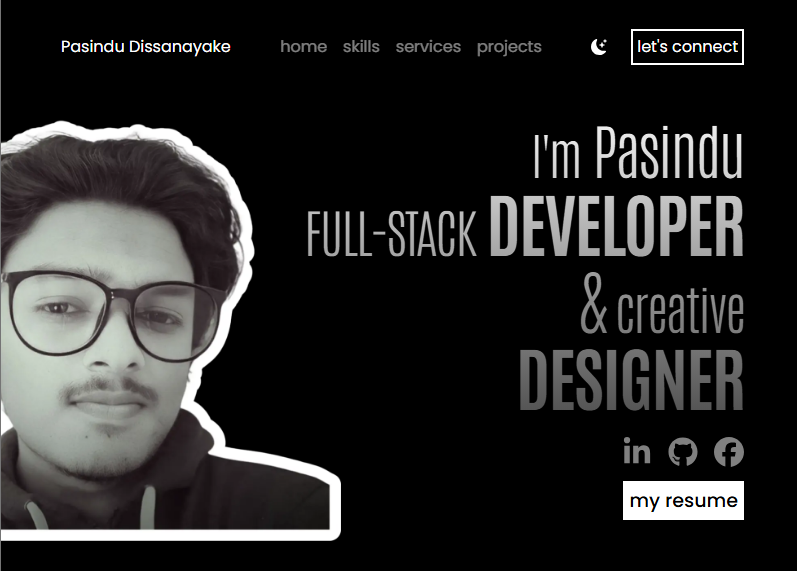 Pasindu Dissanayake home skills services projects let's connect
I'm Pasindu
FULL-STACK DEVELOPER
& creative
DESIGNER
in
my resume